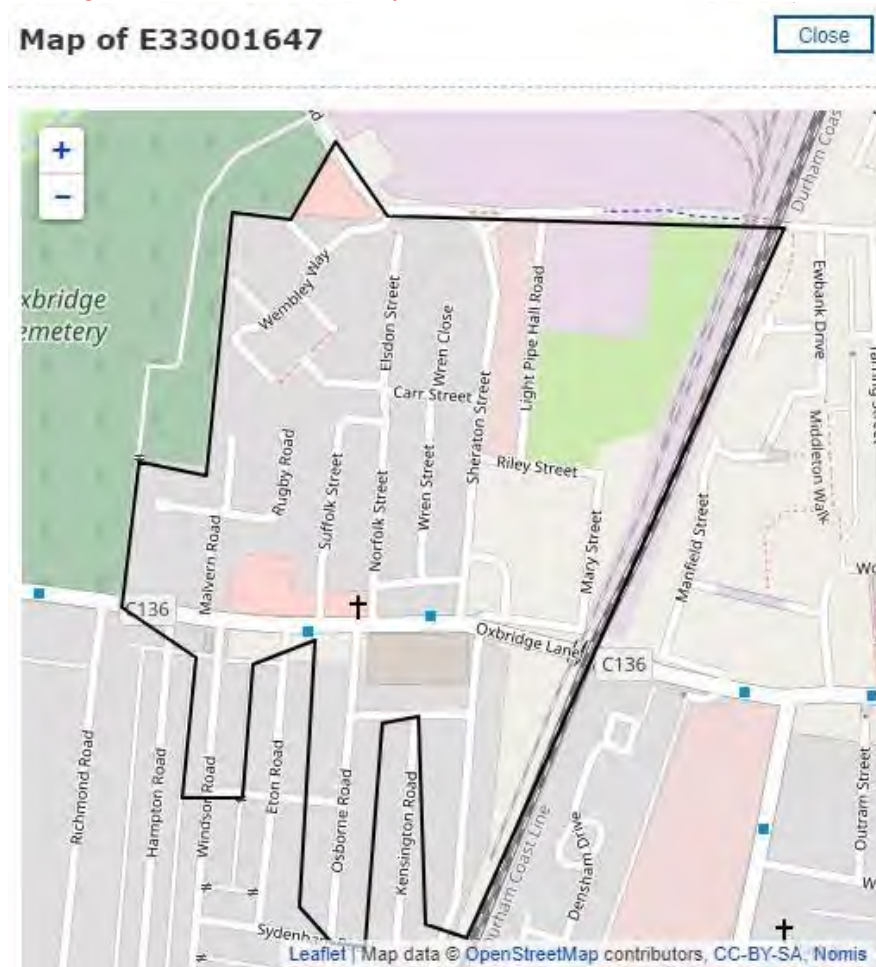 Map of E33001647
Close
+
−
Durham Coas
Wembley Way
Elsdon Street
Wren Close
Light Pipe Hall Road
Ewbank Drive
xbridge
emetery
Carr Street
Sheraton Street
Riley Street
Middleton Walk
Rugby Road
Suffolk Street
Norfolk Street
Wren Street
Mary Street
Manfield Street
Malvern Road
C136
Oxbridge Lane
C136
Richmond Road
Hampton Road
Windsor Road
Eton Road
Osborne Road
Kensington Road
Durham Coast Line
Densham Drive
Outram Street
Sydenham
Leaflet | Map data © OpenStreetMap contributors, CC-BY-SA, Nomis